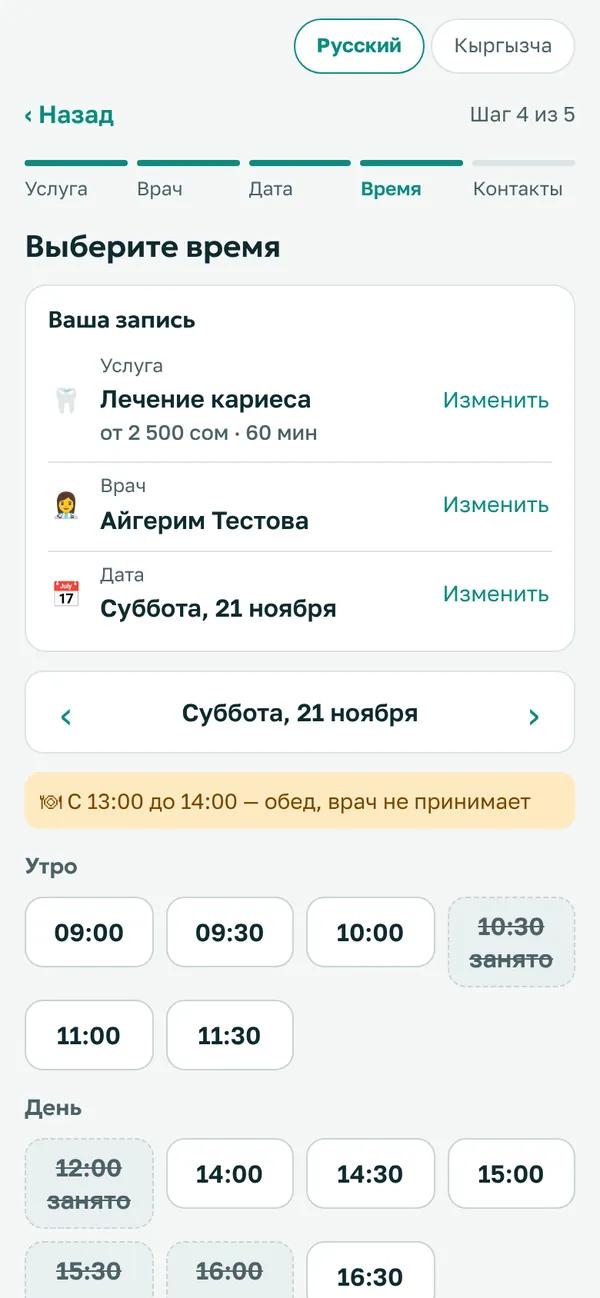 Русский Кыргызча
‹ Назад Шаг 4 из 5
Услуга Врач Дата Время Контакты
Выберите время
Ваша запись
Услуга
Лечение кариеса Изменить
от 2 500 сом · 60 мин
Врач
Айгерим Тестова Изменить
Дата
Суббота, 21 ноября Изменить
July
17
‹ Суббота, 21 ноября ›
🍽 С 13:00 до 14:00 — обед, врач не принимает
Утро
09:00 09:30 10:00 10:30
занято
11:00 11:30
День
12:00 14:00 14:30 15:00
занято
15:30 16:00 16:30